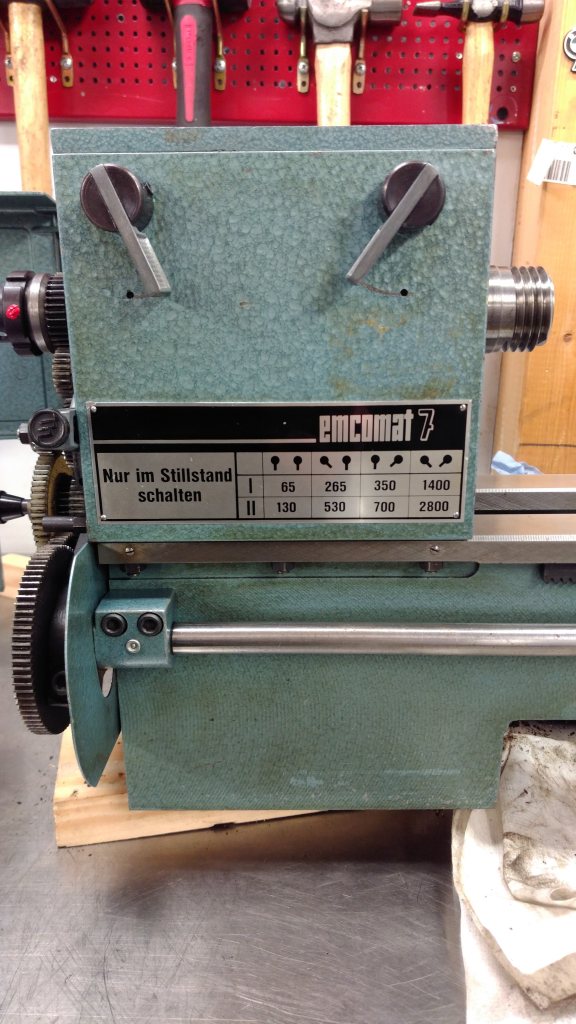 emcomat 7
Nur im Stillstand
schalten
I 65 265 350 1400
II 130 530 700 2800